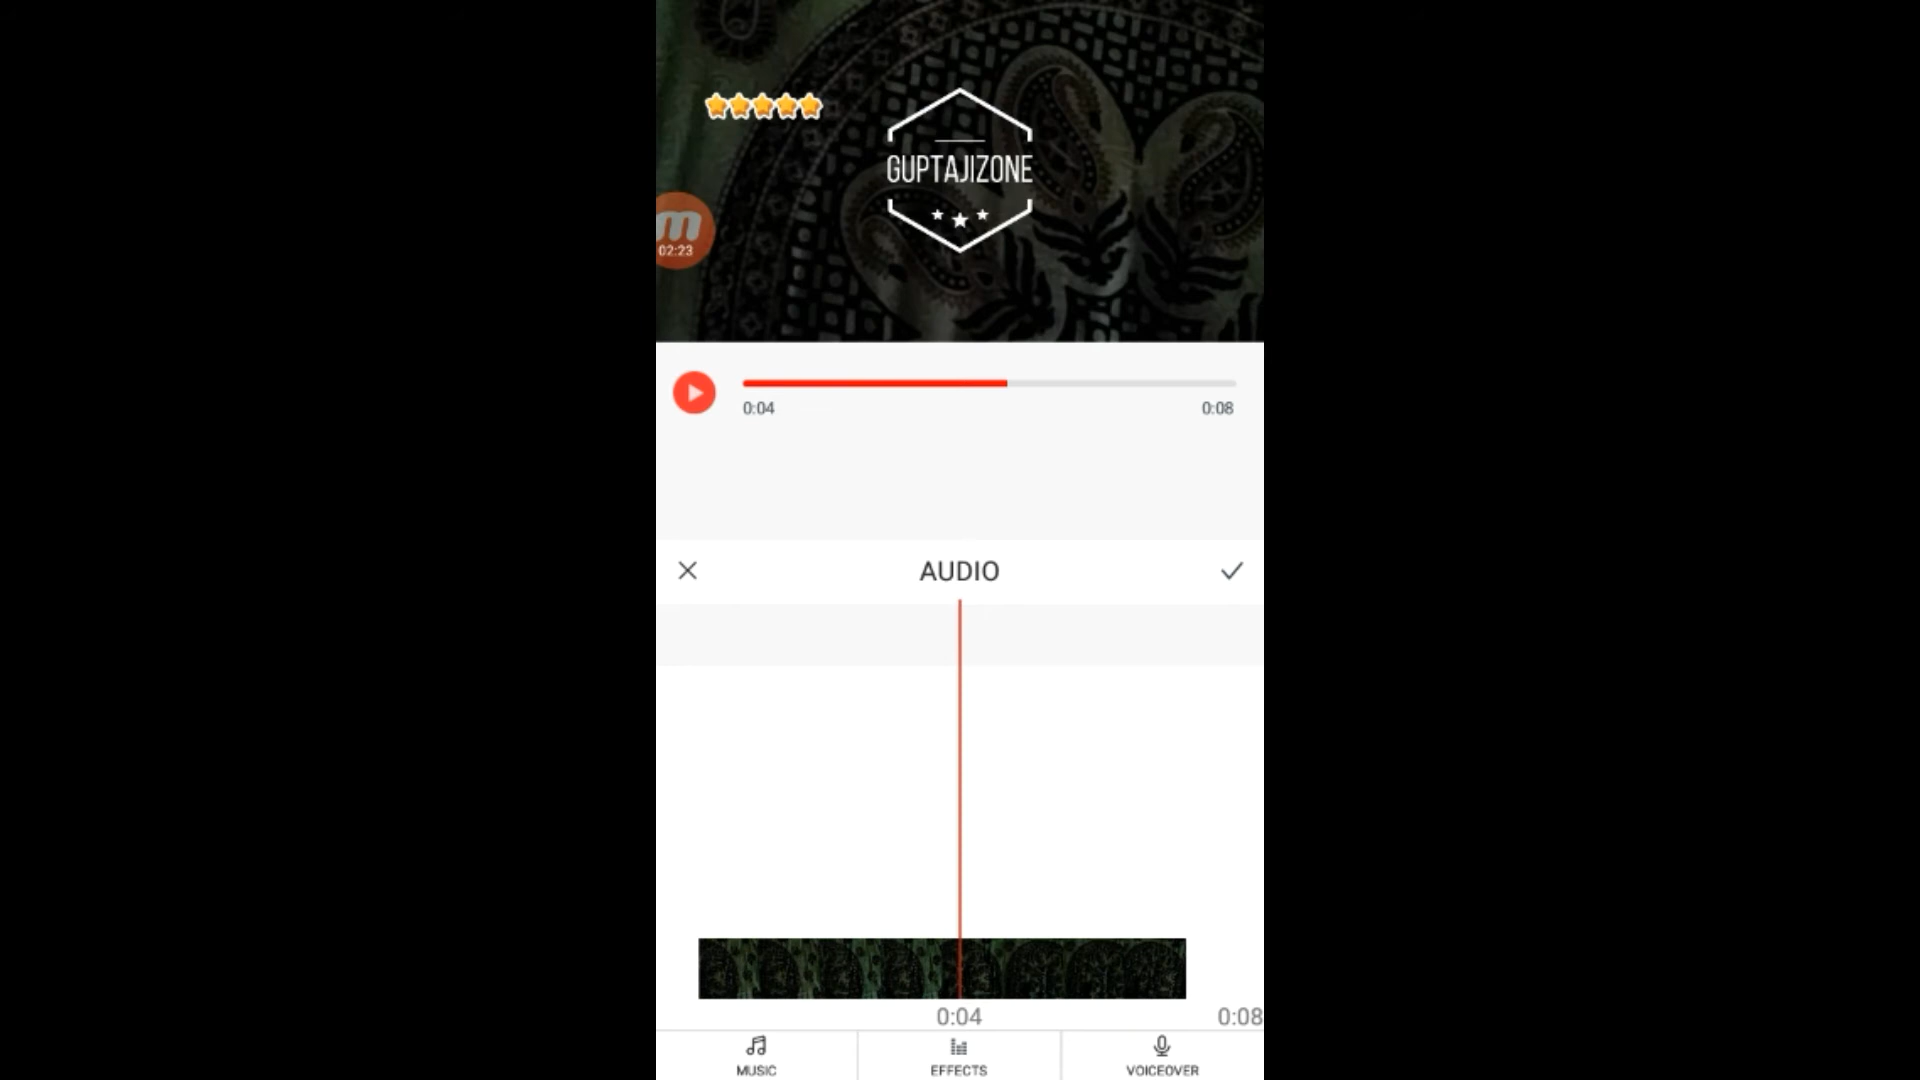 GUPTAJIZONE
m
02:23
0:04
0:08
AUDIO
0:04
0:08
MUSIC
EFFECTS
VOICEOVER